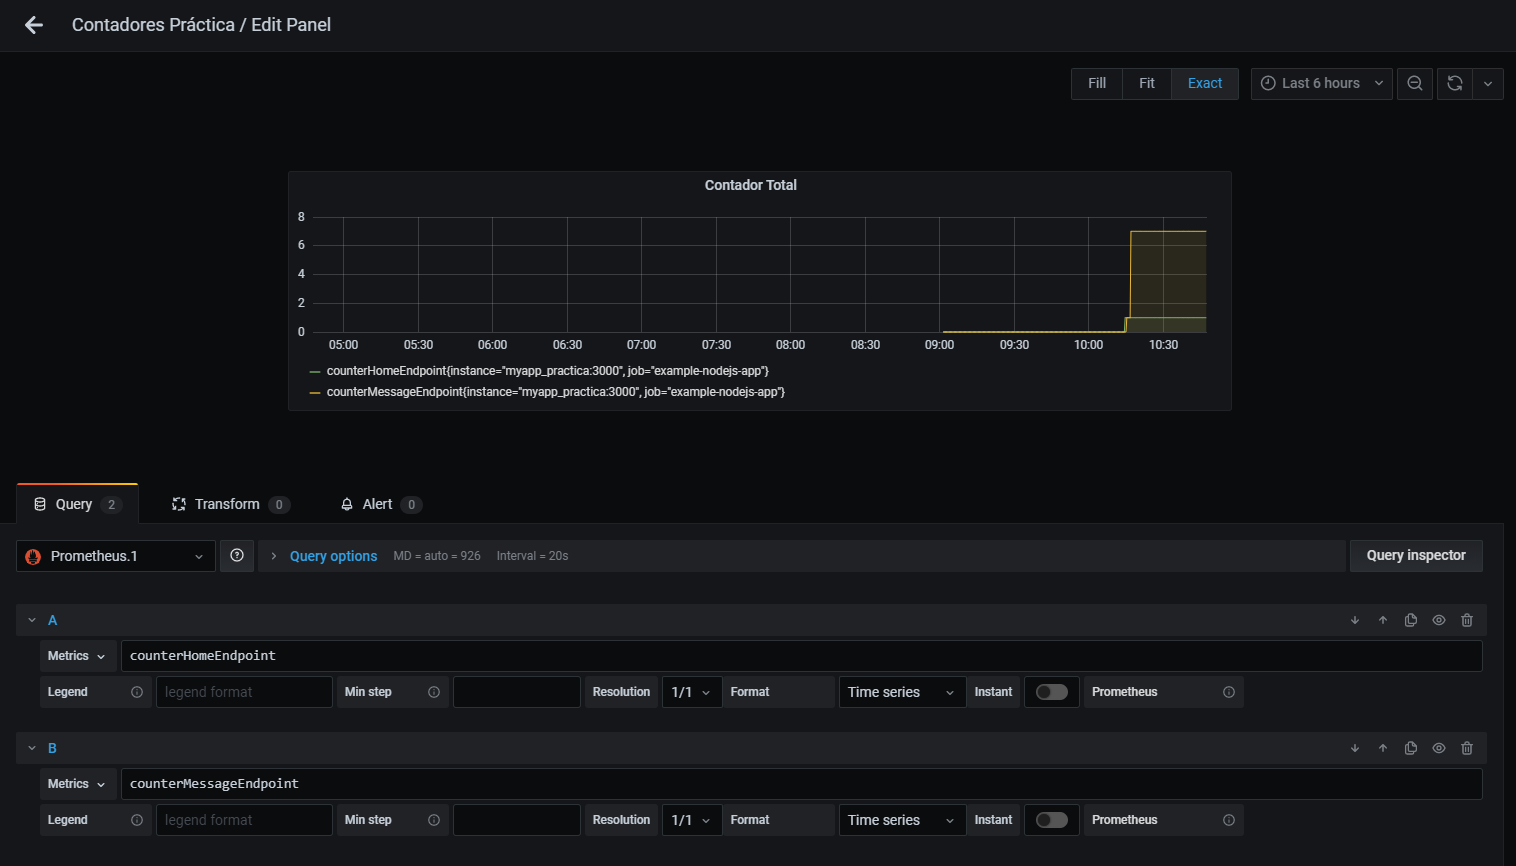 Contadores Práctica / Edit Panel
Fill Fit Exact Last 6 hours
Contador Total
8
6
4
2
0
05:00 05:30 06:00 06:30 07:00 07:30 08:00 08:30 09:00 09:30 10:00 10:30
counterHomeEndpoint{instance="myapp_practica:3000", job="example-nodejs-app"}
counterMessageEndpoint{instance="myapp_practica:3000", job="example-nodejs-app"}
Query 2 Transform 0 Alert 0
Prometheus.1 Query options MD = auto = 926 Interval = 20s Query inspector
A
Metrics counterHomeEndpoint
Legend legend format Min step Resolution 1/1 Format Time series Instant Prometheus
B
Metrics counterMessageEndpoint
Legend legend format Min step Resolution 1/1 Format Time series Instant Prometheus